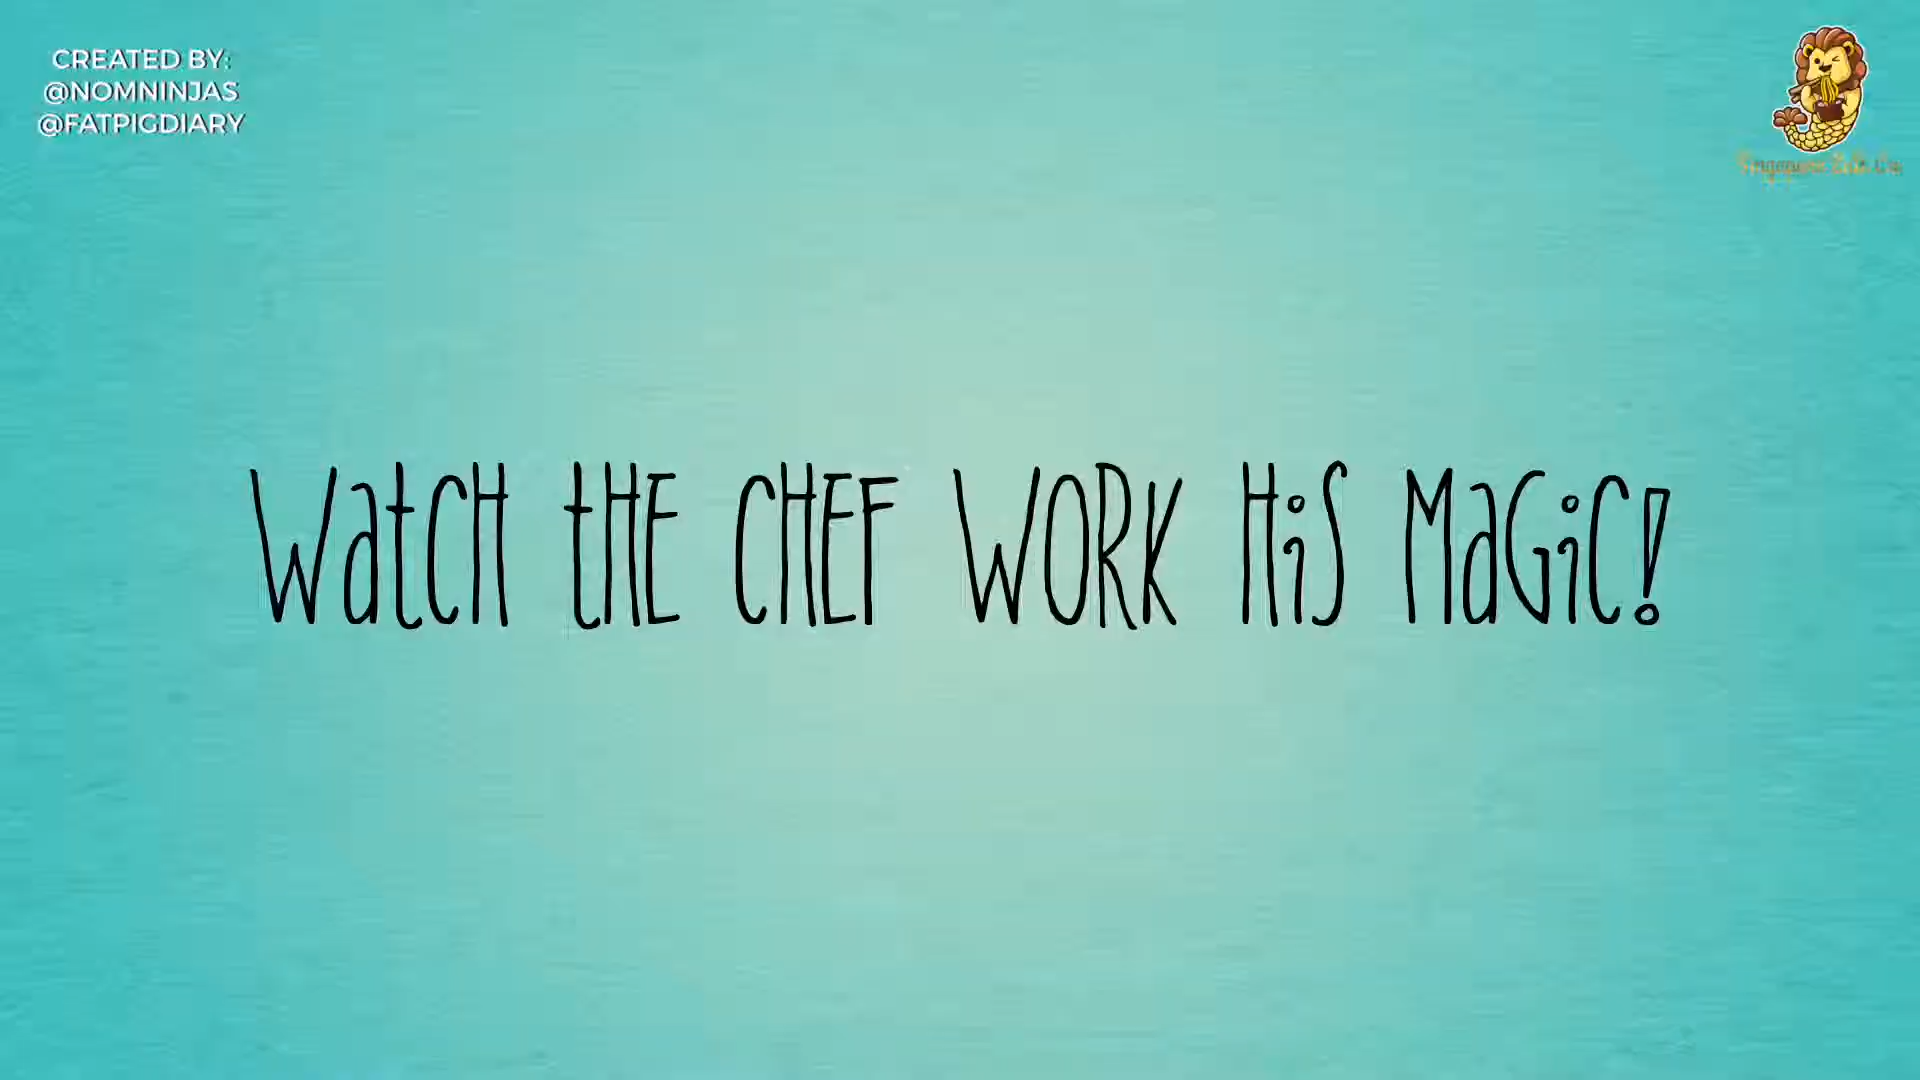 CREATED BY:
@NOMNINJAS
@FATPIGDIARY
WatCH tHE CHEF WORK HiS MaGiC!